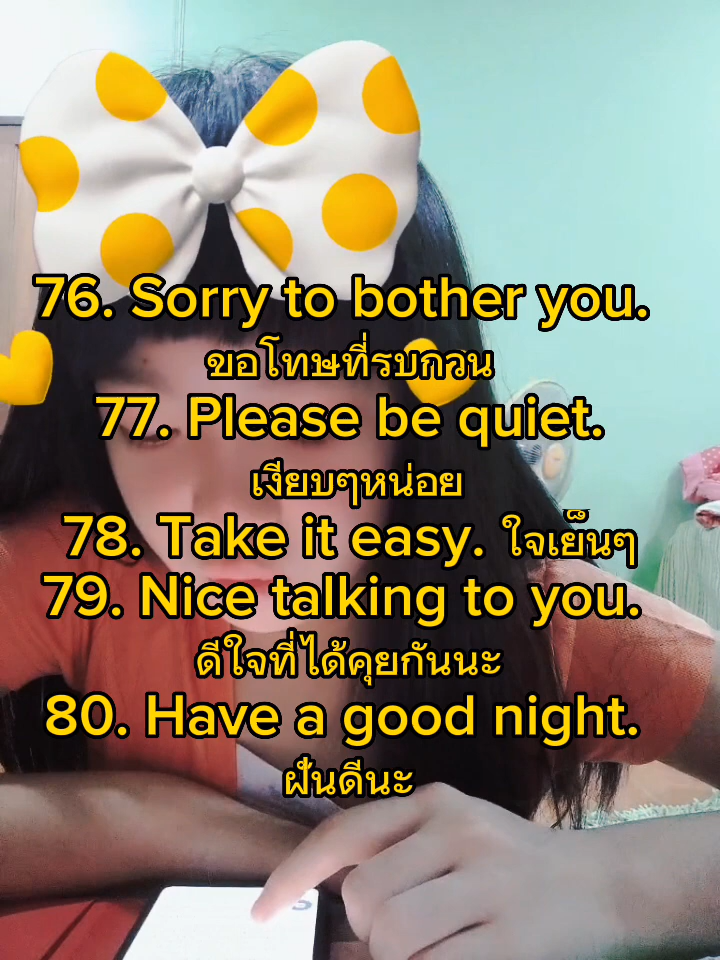 76. Sorry to bother you.
ขอโทษที่รบกวน
77. Please be quiet.
เงียบๆหน่อย
78. Take it easy. ใจเย็นๆ
79. Nice talking to you.
ดีใจที่ได้คุยกันนะ
80. Have a good night.
ฝันดีนะ